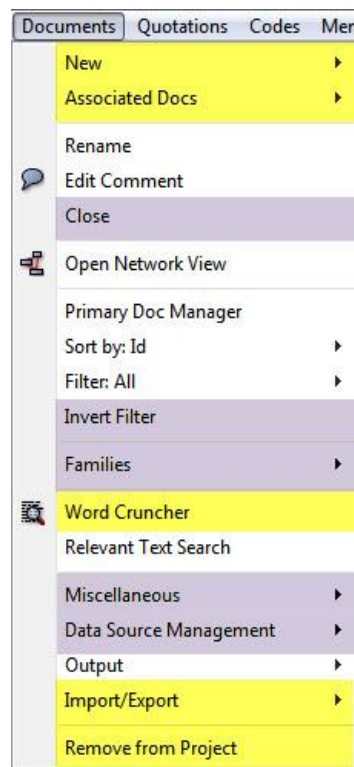 Documents Quotations Codes Mer
New
Associated Docs
Rename
Edit Comment
Close
Open Network View
Primary Doc Manager
Sort by: Id
Filter: All
Invert Filter
Families
Word Cruncher
Relevant Text Search
Miscellaneous
Data Source Management
Output
Import/Export
Remove from Project